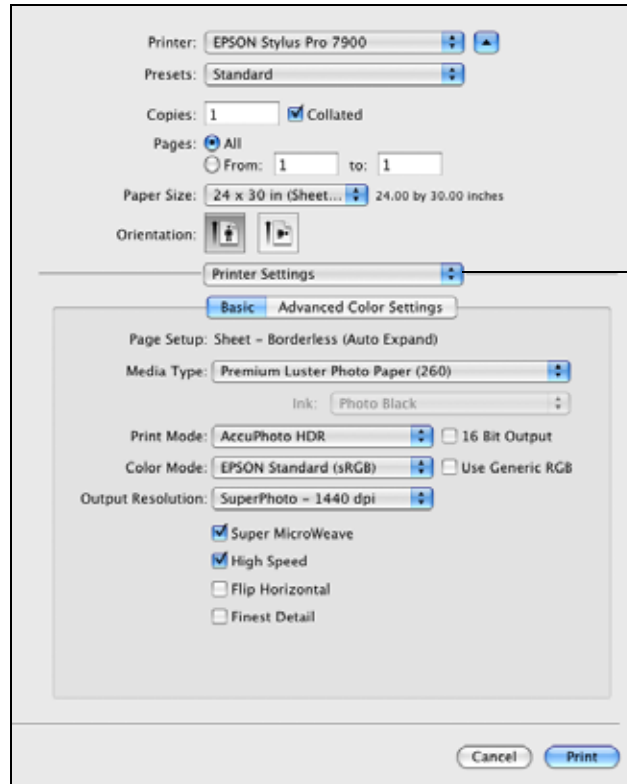 Printer: EPSON Stylus Pro 7900
Presets: Standard
Copies: 1 Collated
Pages: All
From: 1 to: 1
Paper Size: 24 x 30 in (Sheet... 24.00 by 30.00 inches
Orientation:
Printer Settings
Basic Advanced Color Settings
Page Setup: Sheet – Borderless (Auto Expand)
Media Type: Premium Luster Photo Paper (260)
Ink: Photo Black
Print Mode: AccuPhoto HDR 16 Bit Output
Color Mode: EPSON Standard (sRGB) Use Generic RGB
Output Resolution: SuperPhoto – 1440 dpi
Super MicroWeave
High Speed
Flip Horizontal
Finest Detail
Cancel Print